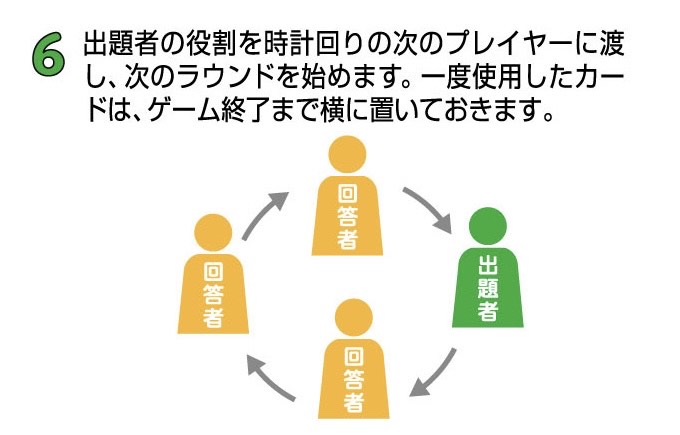 6
出題者の役割を時計回りの次のプレイヤーに渡
し、次のラウンドを始めます。一度使用したカー
ドは、ゲーム終了まで横に置いておきます。
回答者
出題者
回答者
回答者